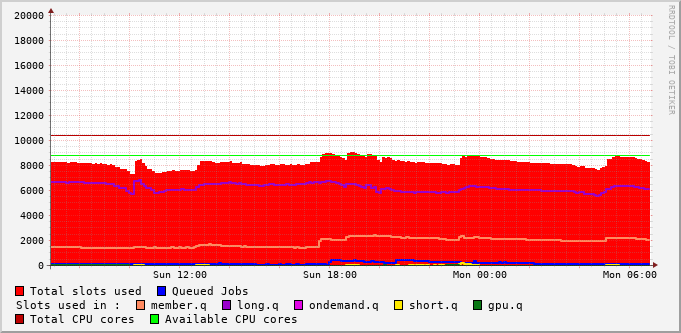 20000
18000
16000
14000
12000
10000
8000
6000
4000
2000
0
Sun 12:00 Sun 18:00 Mon 00:00 Mon 06:00
RRDTOOL / TOBI OETIKER
Total slots used Queued Jobs
Slots used in : member.q long.q ondemand.q short.q gpu.q
Total CPU cores Available CPU cores